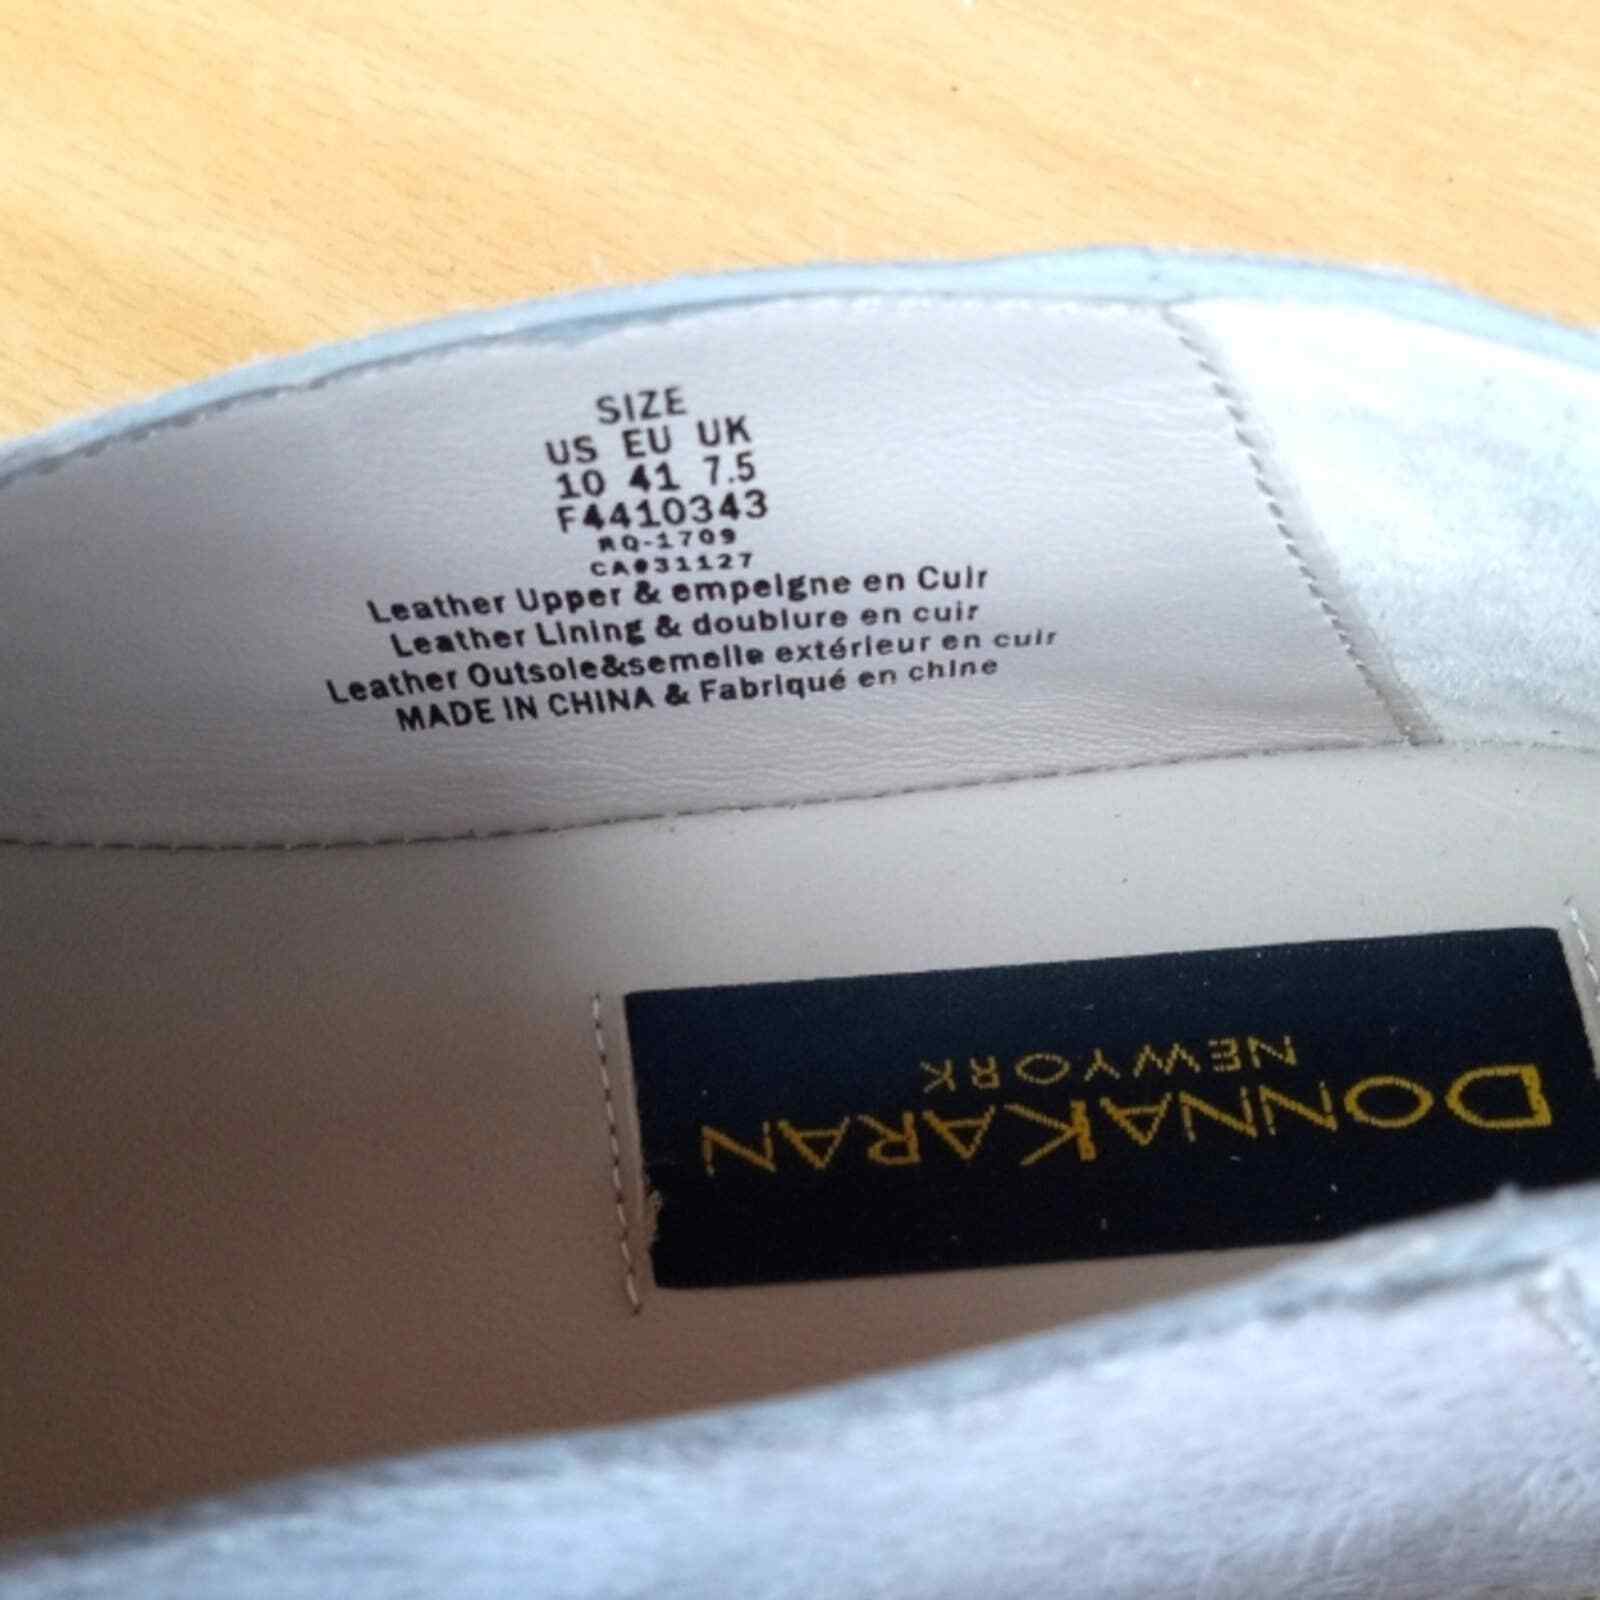 SIZE
US EU UK
10 41 7.5
F4410343
RQ-1709
CA#31127
Leather Upper & empeigne en Cuir
Leather Lining & doublure en cuir
Leather Outsole&semelle extérieur en cuir
MADE IN CHINA & Fabriqué en chine
DONNAKARAN
NEWYORK